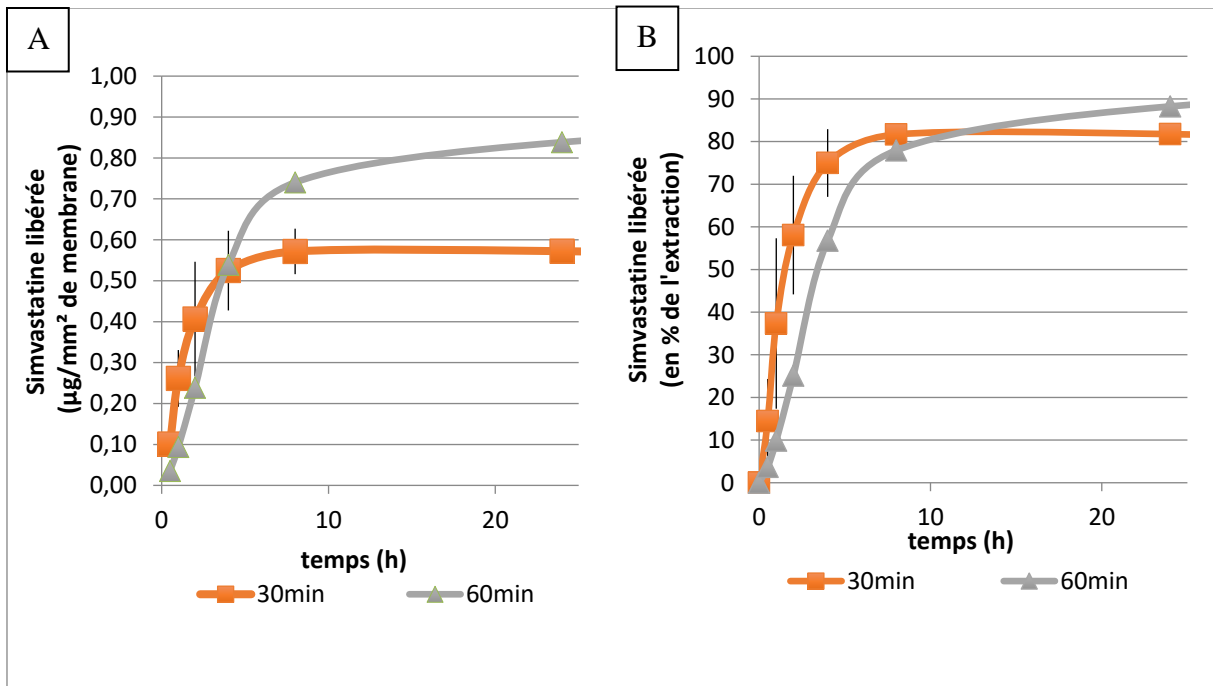 A
1,00
0,90
0,80
0,70
0,60
0,50
0,40
0,30
0,20
0,10
0,00
Simvastatine libérée
(µg/mm² de membrane)
0
10
20
temps (h)
30min
60min
B
100
90
80
70
60
50
40
30
20
10
0
Simvastatine libérée
(en % de l'extraction)
0
10
20
temps (h)
30min
60min